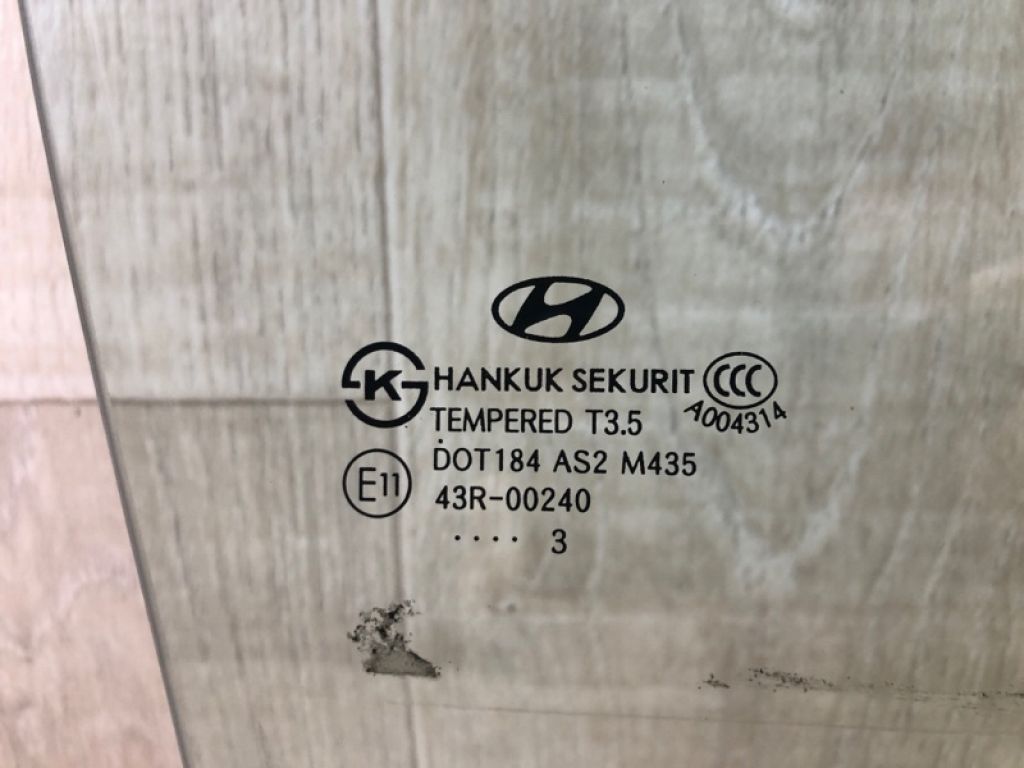 K
HANKUK SEKURIT
CCC
A004314
TEMPERED T3.5
DOT184 AS2 M435
E11
43R-00240
.... 3